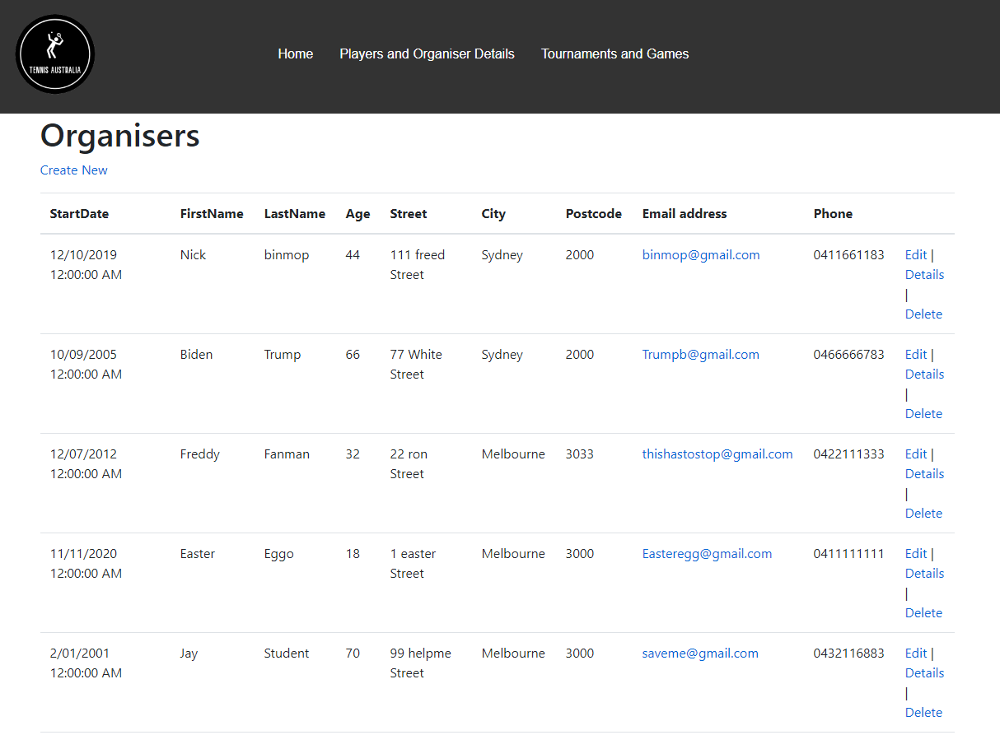 TENNIS AUSTRALIA
Home Players and Organiser Details Tournaments and Games
Organisers
Create New
StartDate FirstName LastName Age Street City Postcode Email address Phone
12/10/2019 Nick binmop 44 111 freed Sydney 2000 binmop@gmail.com 0411661183 Edit |
12:00:00 AM Street Details
|
Delete
10/09/2005 Biden Trump 66 77 White Sydney 2000 Trumpb@gmail.com 0466666783 Edit |
12:00:00 AM Street Details
|
Delete
12/07/2012 Freddy Fanman 32 22 ron Melbourne 3033 thishastostop@gmail.com 0422111333 Edit |
12:00:00 AM Street Details
|
Delete
11/11/2020 Easter Eggo 18 1 easter Melbourne 3000 Easteregg@gmail.com 0411111111 Edit |
12:00:00 AM Street Details
|
Delete
2/01/2001 Jay Student 70 99 helpme Melbourne 3000 saveme@gmail.com 0432116883 Edit |
12:00:00 AM Street Details
|
Delete